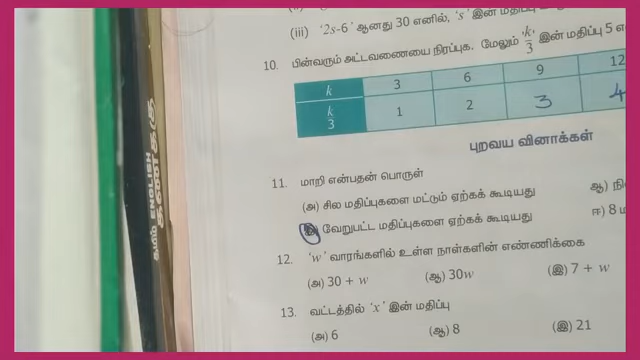 (iii) '2s-6' ஆனது 30 எனில், 's' இன் மதிப்பு
10. பின்வரும் அட்டவணையை நிரப்புக. மேலும் 'k/3' இன் மதிப்பு 5
k 3 6 9 12
k/3 1 2 3 4
புறவய வினாக்கள்
11. மாறி என்பதன் பொருள்
(அ) சில மதிப்புகளை மட்டும் ஏற்கக் கூடியது (ஆ)
வேறுபட்ட மதிப்புகளை ஏற்கக் கூடியது (ஈ) 8
12. 'w' வாரங்களில் உள்ள நாள்களின் எண்ணிக்கை
(அ) 30 + w (ஆ) 30w (இ) 7 + w
13. வட்டத்தில் 'x' இன் மதிப்பு
(அ) 6 (ஆ) 8 (இ) 21
தமிழ் ENGLISH கணக்கு